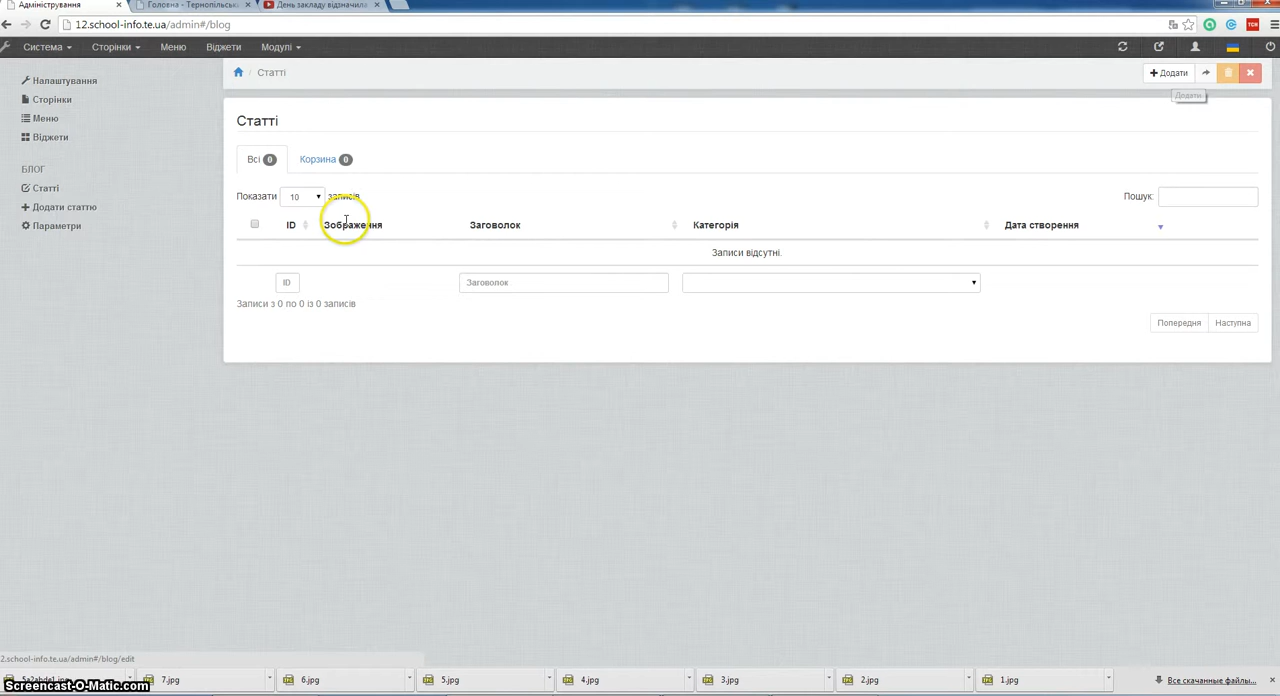 Адміністрування
Головна - Тернопільськ
День закладу відзначила
12.school-info.te.ua/admin#/blog
Система Сторінки Меню Віджети Модулі
Налаштування
Сторінки
Меню
Віджети
БЛОГ
Статті
Додати статтю
Параметри
/ Статті
Додати
Додати
Статті
Всі 0 Корзина 0
Показати 10 записів Пошук:
ID Зображення Заголовок Категорія Дата створення
Записи відсутні.
ID Заголовок
Записи з 0 по 0 із 0 записів
Попередня Наступна
2.school-info.te.ua/admin#/blog/edit
7.jpg 6.jpg 5.jpg 4.jpg 3.jpg 2.jpg 1.jpg Все скачанные файлы...
Screencast-O-Matic.com